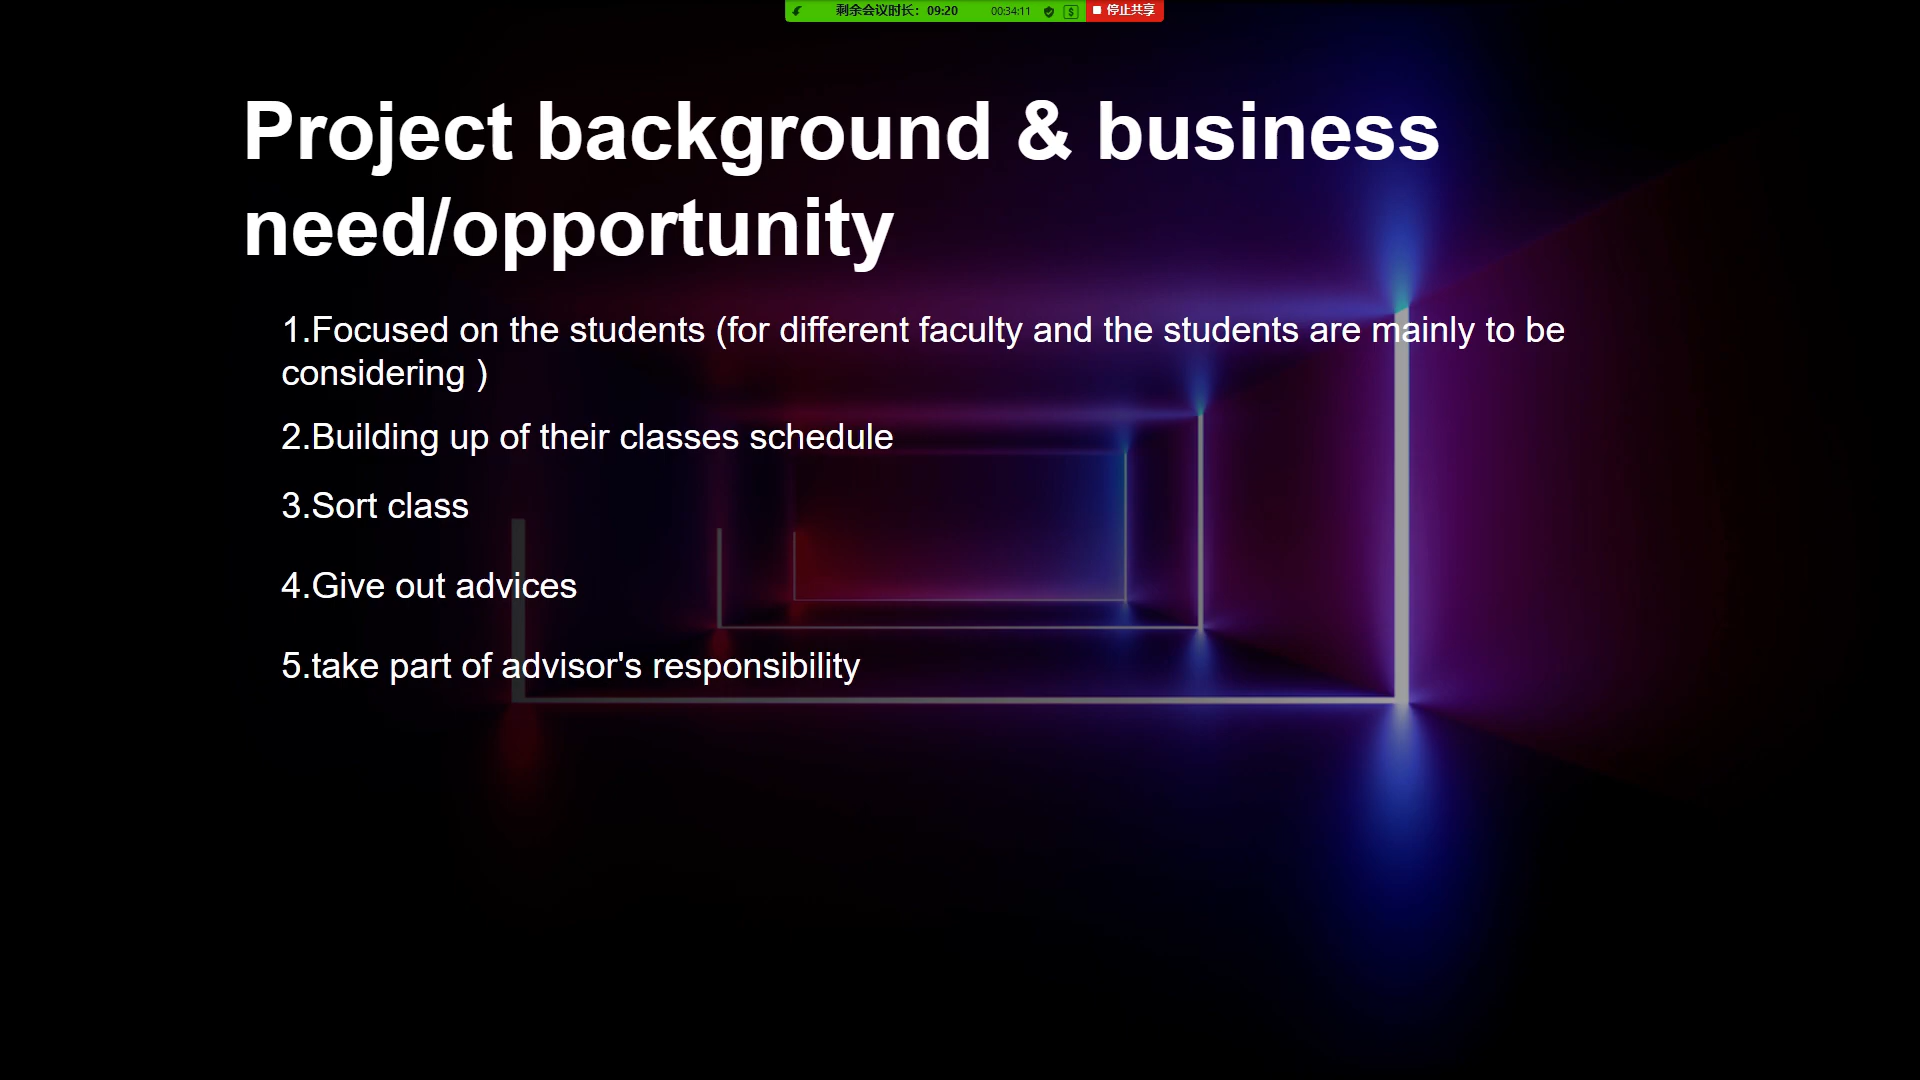 剩余会议时长：09:20 00:34:11 停止共享
Project background & business
need/opportunity
1.Focused on the students (for different faculty and the students are mainly to be
considering )
2.Building up of their classes schedule
3.Sort class
4.Give out advices
5.take part of advisor's responsibility